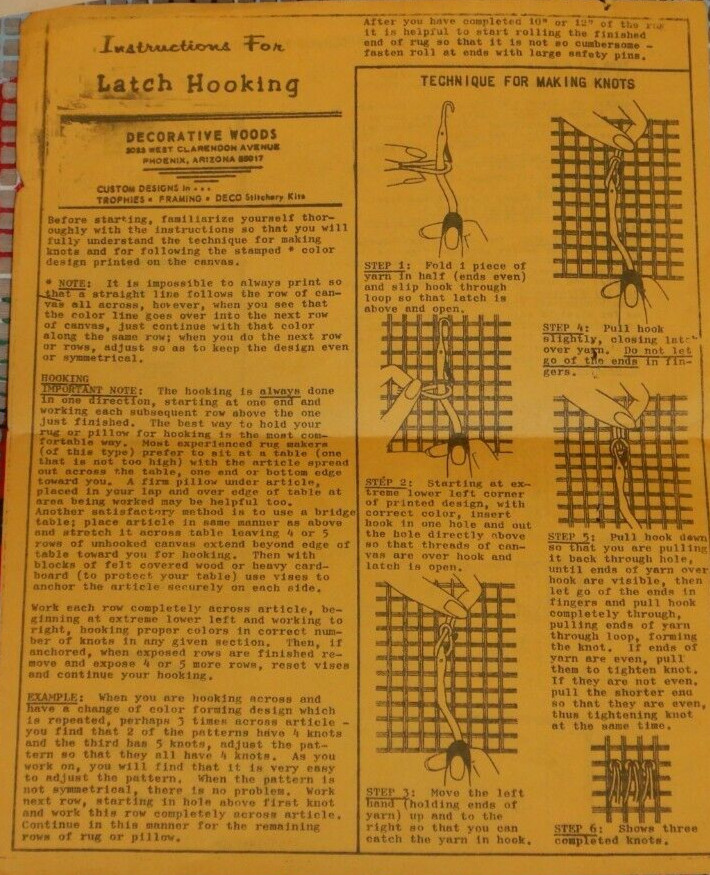 Instructions For
Latch Hooking
DECORATIVE WOODS
2033 WEST CLARENDON AVENUE
PHOENIX, ARIZONA
CUSTOM DESIGNS in ...
TROPHIES • FRAMING • DECO Stitchery Kits
Before starting, familiarize yourself thor-
oughly with the instructions so that you will
fully understand the technique for making
knots and for following the stamped * color
design printed on the canvas.
* NOTE: It is impossible to always print so
that a straight line follows the row of can-
vas all across, however, when you see that
the color line goes over into the next row
of canvas, just continue with that color
along the same row; when you do the next row
or rows, adjust so as to keep the design even
or symmetrical.
HOOKING
IMPORTANT NOTE: The hooking is always done
in one direction, starting at one end and
working each subsequent row above the one
just finished. The best way to hold your
rug or pillow for hooking is the most com-
fortable way. Most experienced rug makers
(of this type) prefer to sit at a table (one
that is not too high) with the article spread
out across the table, one end or bottom edge
toward you. A firm pillow under article,
placed in your lap and over edge of table at
area being worked may be helpful too.
Another satisfactory method is to use a bridge
table; place article in same manner as above
and stretch it across table leaving 4 or 5
rows of unhooked canvas extend beyond edge of
table toward you for hooking. Then with
blocks of felt covered wood or heavy card-
board (to protect your table) use vises to
anchor the article securely on each side.
Work each row completely across article, be-
ginning at extreme lower left and working to
right, hooking proper colors in correct num-
ber of knots in any given section. Then, if
anchored, when exposed rows are finished re-
move and expose 4 or 5 more rows, reset vises
and continue your hooking.
EXAMPLE: When you are hooking across and
have a change of color forming design which
is repeated, perhaps 3 times across article -
you find that 2 of the patterns have 4 knots
and the third has 5 knots, adjust the pat-
tern so that they all have 4 knots. As you
work on, you will find that it is very easy
to adjust the pattern. When the pattern is
not symmetrical, there is no problem. Work
next row, starting in hole above first knot
and work this row completely across article.
Continue in this manner for the remaining
rows of rug or pillow.
After you have completed 10" or 12" of the rug
it is helpful to start rolling the finished
end of rug so that it is not so cumbersome -
fasten roll at ends with large safety pins.
TECHNIQUE FOR MAKING KNOTS
STEP 1: Fold 1 piece of
yarn in half (ends even)
and slip hook through
loop so that latch is
above and open.
STEP 2: Starting at ex-
treme lower left corner
of printed design, with
correct color, insert
hook in one hole and out
the hole directly above
so that threads of can-
vas are over hook and
latch is open.
STEP 3: Move the left
hand (holding ends of
yarn) up and to the
right so that you can
catch the yarn in hook.
STEP 4: Pull hook
slightly, closing latch
over yarn. Do not let
go of the ends in fin-
gers.
STEP 5: Pull hook down
so that you are pulling
it back through hole,
until ends of yarn over
hook are visible, then
let go of the ends in
fingers and pull hook
completely through,
pulling ends of yarn
through loop, forming
the knot. If ends of
yarn are even, pull
them to tighten knot.
If they are not even,
pull the shorter end
so that they are even,
thus tightening knot
at the same time.
STEP 6: Shows three
completed knots.